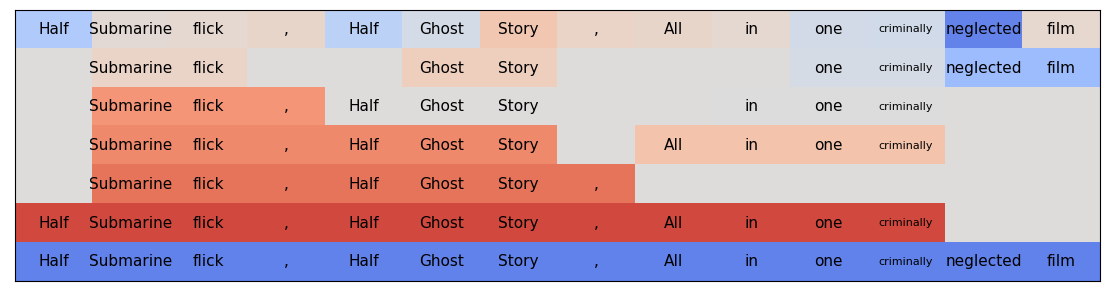 Half Submarine flick , Half Ghost Story , All in one criminally neglected film
Submarine flick Ghost Story one criminally neglected film
Submarine flick , Half Ghost Story in one criminally
Submarine flick , Half Ghost Story All in one criminally
Submarine flick , Half Ghost Story ,
Half Submarine flick , Half Ghost Story , All in one criminally
Half Submarine flick , Half Ghost Story , All in one criminally neglected film